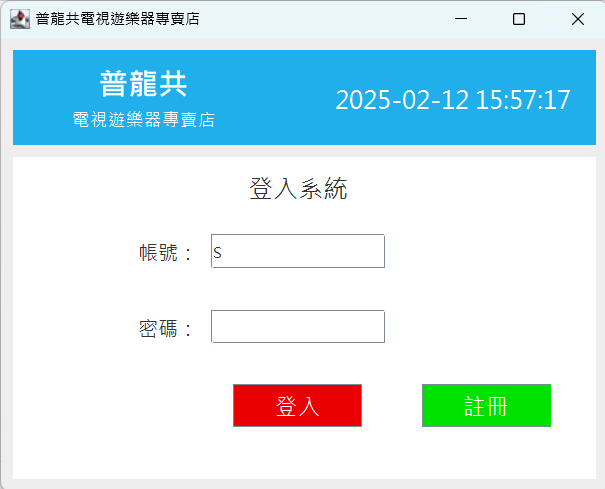 普龍共電視遊樂器專賣店
普龍共
電視遊樂器專賣店
2025-02-12 15:57:17
登入系統
帳號：
s
密碼：
登入
註冊